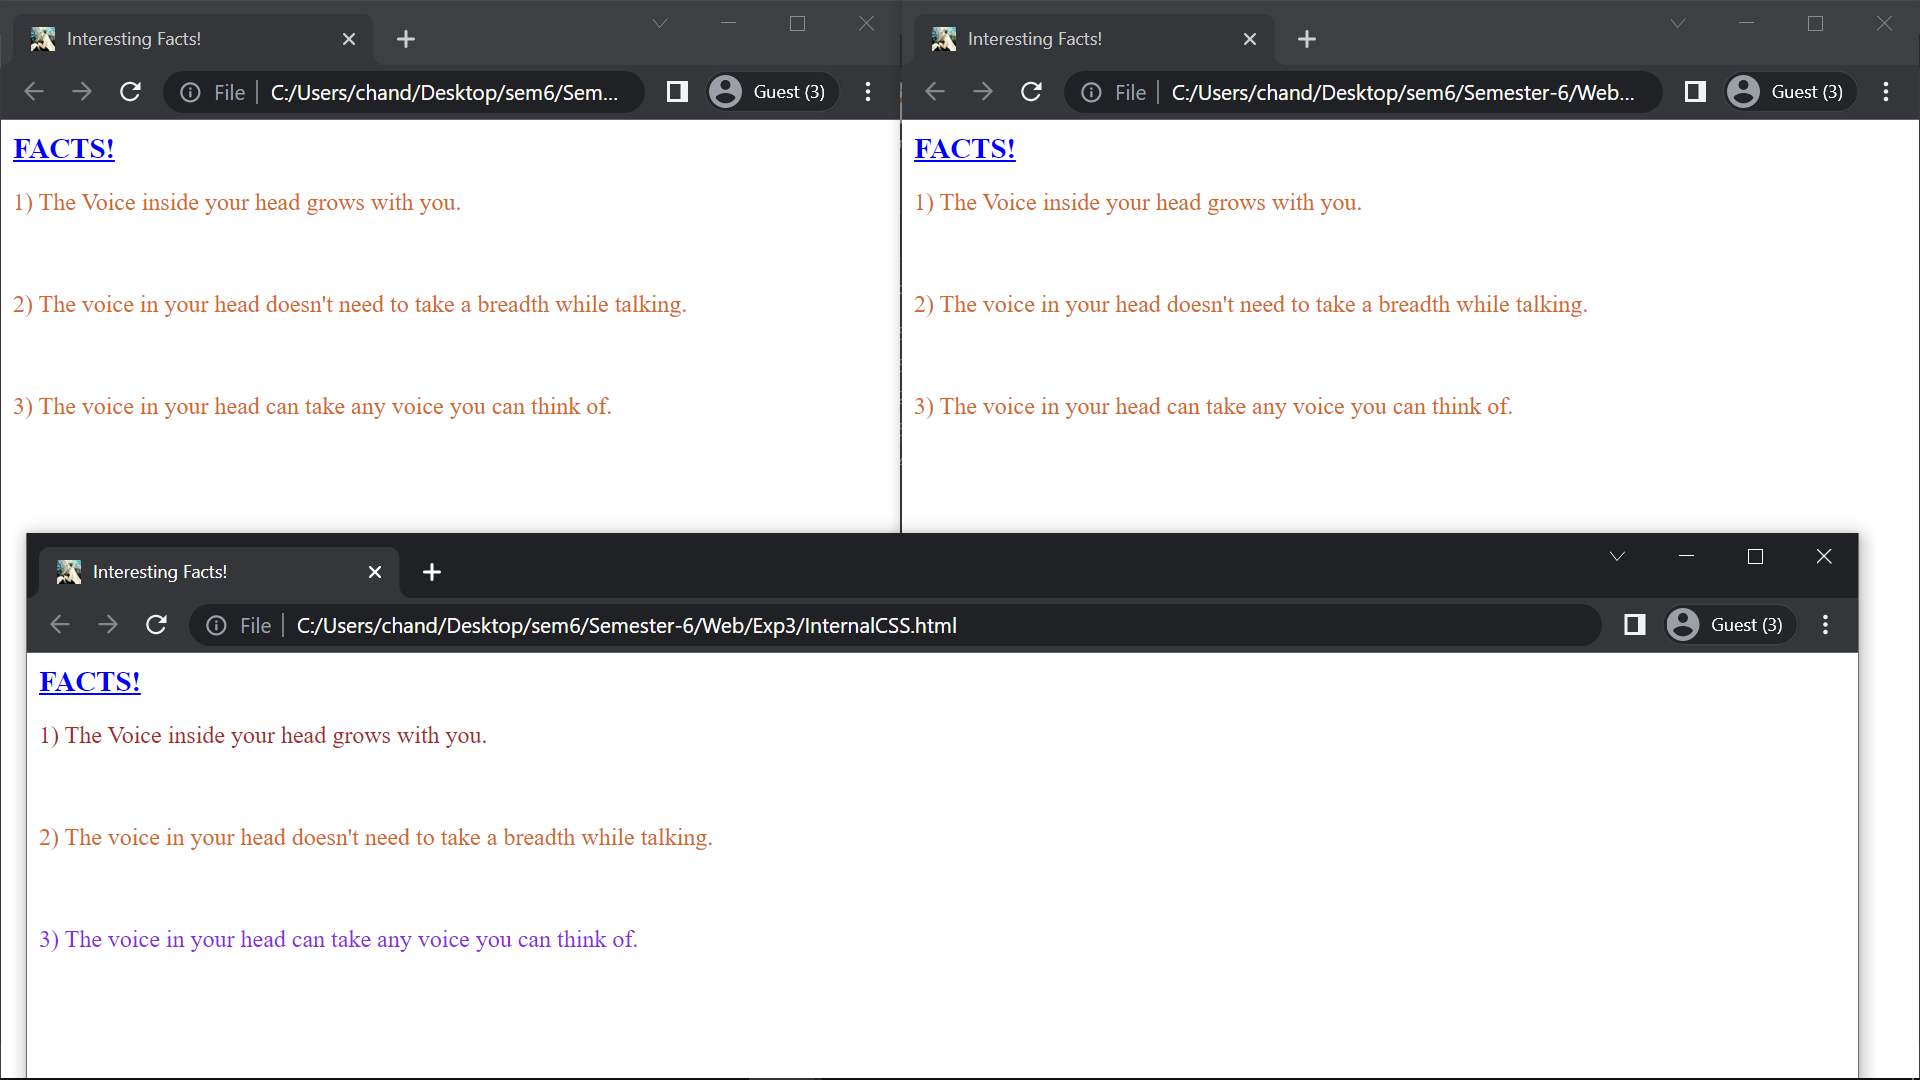 Interesting Facts!
File C:/Users/chand/Desktop/sem6/Sem... Guest (3)
FACTS!
1) The Voice inside your head grows with you.
2) The voice in your head doesn't need to take a breadth while talking.
3) The voice in your head can take any voice you can think of.
Interesting Facts!
File C:/Users/chand/Desktop/sem6/Semester-6/Web... Guest (3)
FACTS!
1) The Voice inside your head grows with you.
2) The voice in your head doesn't need to take a breadth while talking.
3) The voice in your head can take any voice you can think of.
Interesting Facts!
File C:/Users/chand/Desktop/sem6/Semester-6/Web/Exp3/InternalCSS.html Guest (3)
FACTS!
1) The Voice inside your head grows with you.
2) The voice in your head doesn't need to take a breadth while talking.
3) The voice in your head can take any voice you can think of.